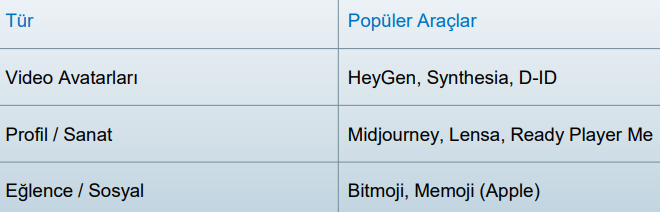 Tür Popüler Araçlar
Video Avatarları HeyGen, Synthesia, D-ID
Profil / Sanat Midjourney, Lensa, Ready Player Me
Eğlence / Sosyal Bitmoji, Memoji (Apple)